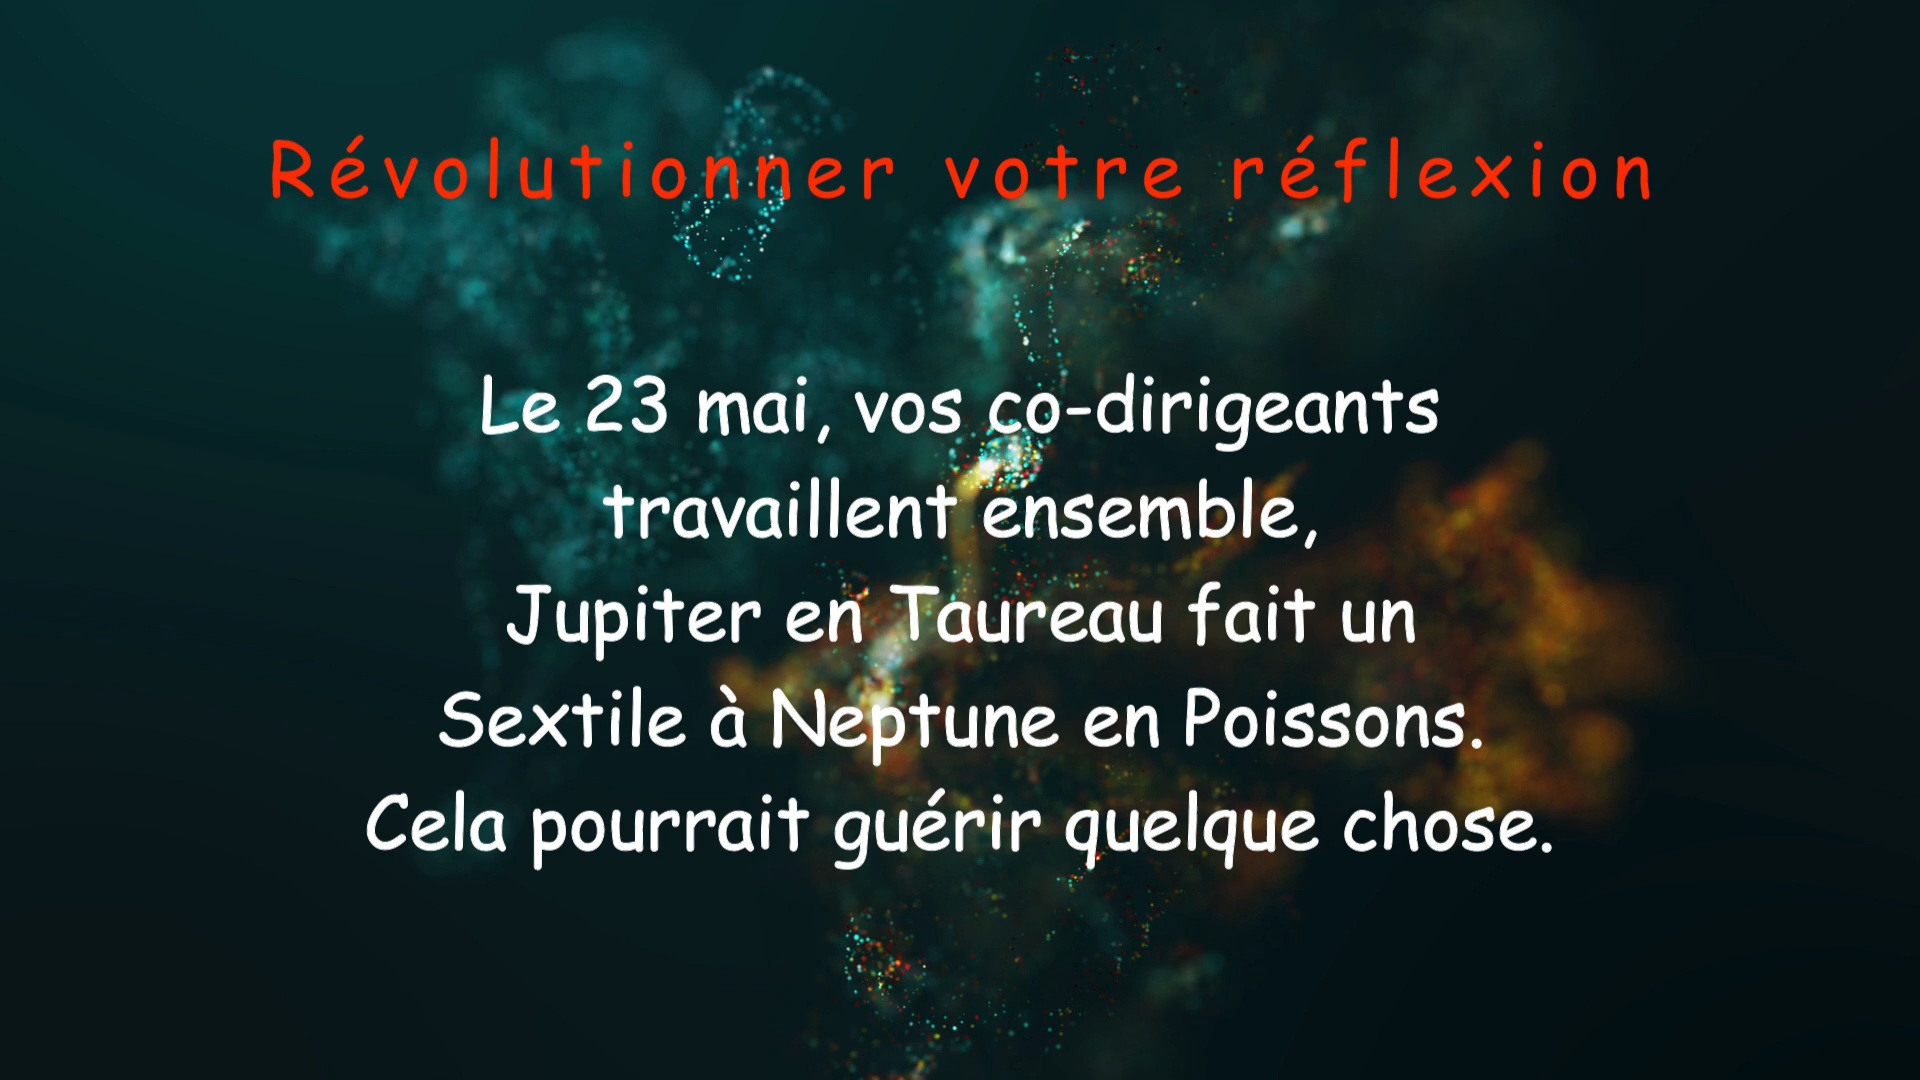 Révolutionner votre réflexion
Le 23 mai, vos co-dirigeants
travaillent ensemble,
Jupiter en Taureau fait un
Sextile à Neptune en Poissons.
Cela pourrait guérir quelque chose.